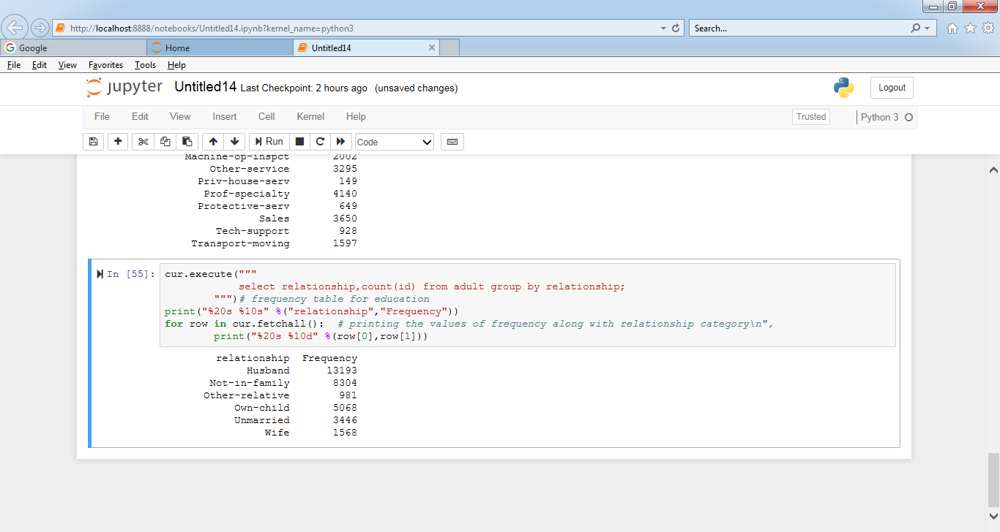 http://localhost:8888/notebooks/Untitled14.ipynb?kernel_name=python3
Search...
Google
Home
Untitled14
File Edit View Favorites Tools Help
jupyter Untitled14 Last Checkpoint: 2 hours ago (unsaved changes)
Logout
File Edit View Insert Cell Kernel Help
Trusted
Python 3
Run
Code
Machine-op-inspct 2002
Other-service 3295
Priv-house-serv 149
Prof-specialty 4140
Protective-serv 649
Sales 3650
Tech-support 928
Transport-moving 1597
In [55]:
cur.execute("""
select relationship,count(id) from adult group by relationship;
""")# frequency table for education
print("%20s %10s" %("relationship","Frequency"))
for row in cur.fetchall():  # printing the values of frequency along with relationship category\n",
print("%20s %10d" %(row[0],row[1]))
relationship Frequency
Husband 13193
Not-in-family 8304
Other-relative 981
Own-child 5068
Unmarried 3446
Wife 1568